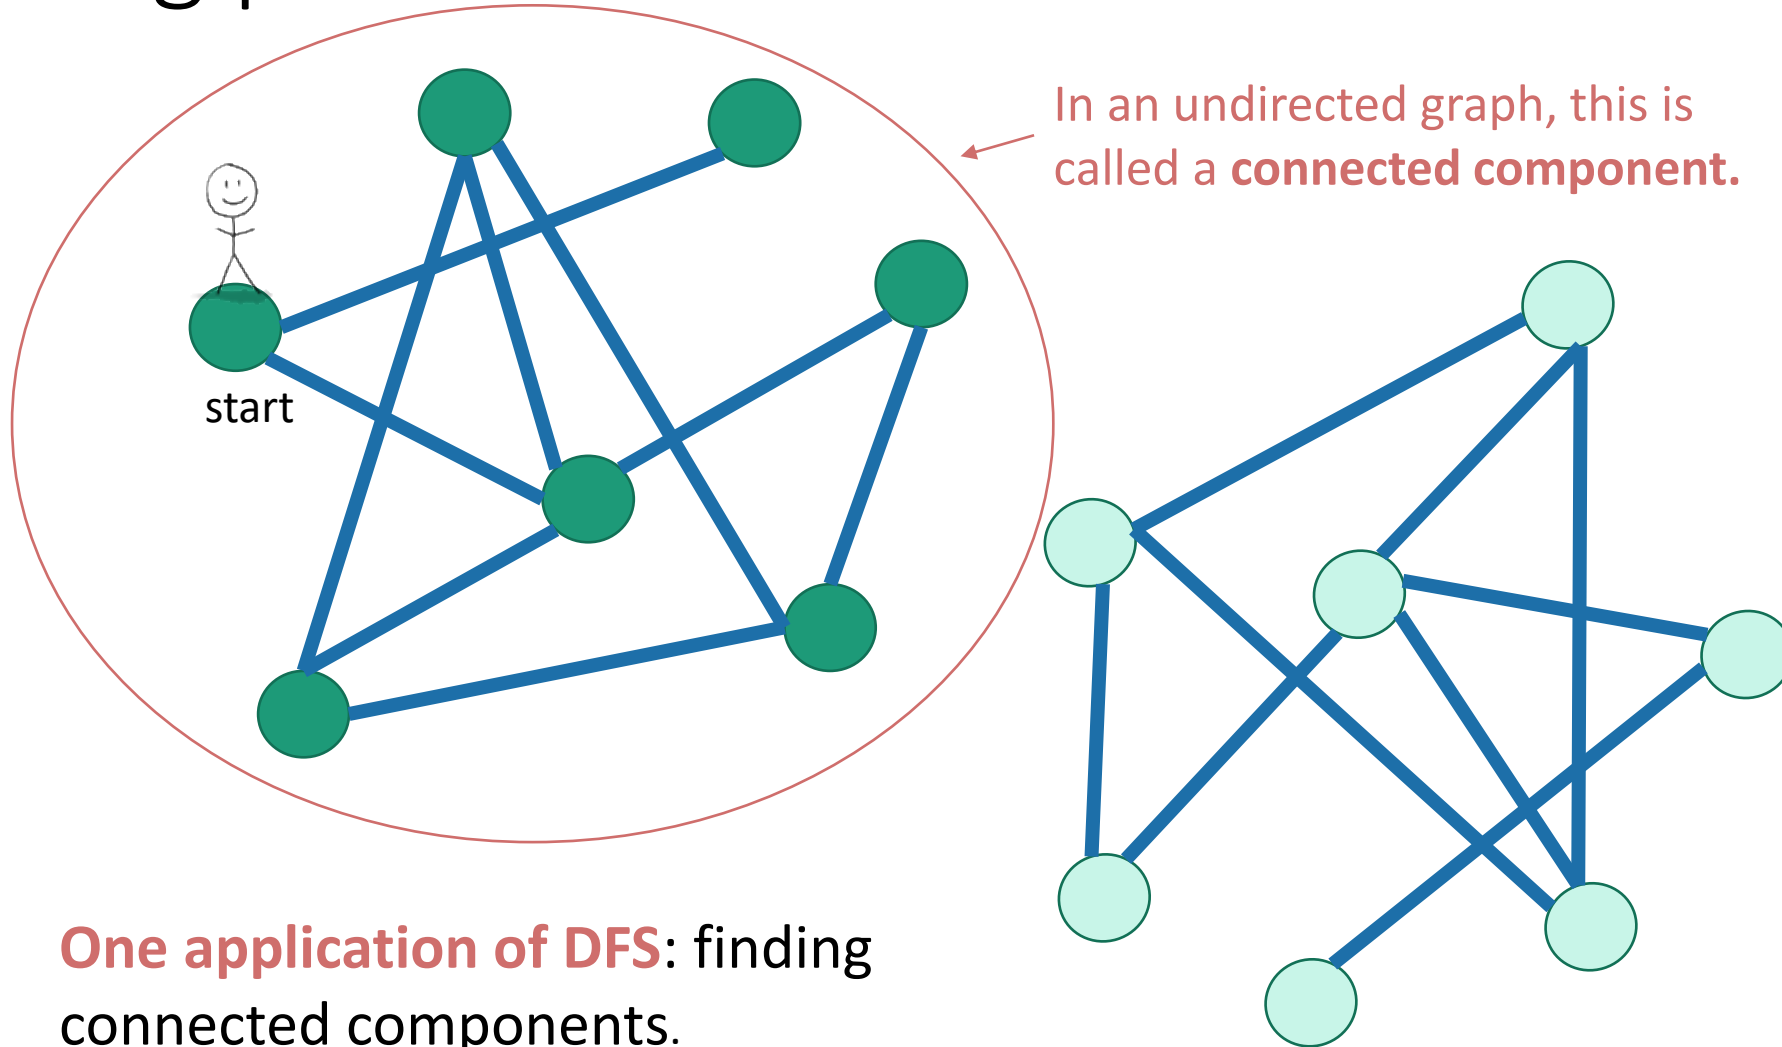 In an undirected graph, this is
called a connected component.
start
One application of DFS: finding
connected components.